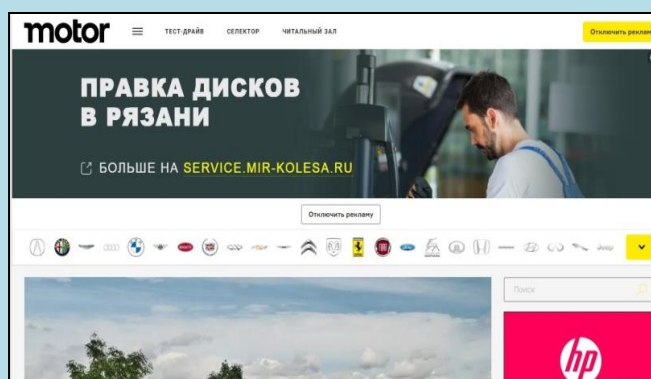 motor
ТЕСТ-ДРАЙВ СЕЛЕКТОР ЧИТАЛЬНЫЙ ЗАЛ
Отключить реклам
ПРАВКА ДИСКОВ
В РЯЗАНИ
БОЛЬШЕ НА SERVICE.MIR-KOLESA.RU
Отключить рекламу
Поиск
hp